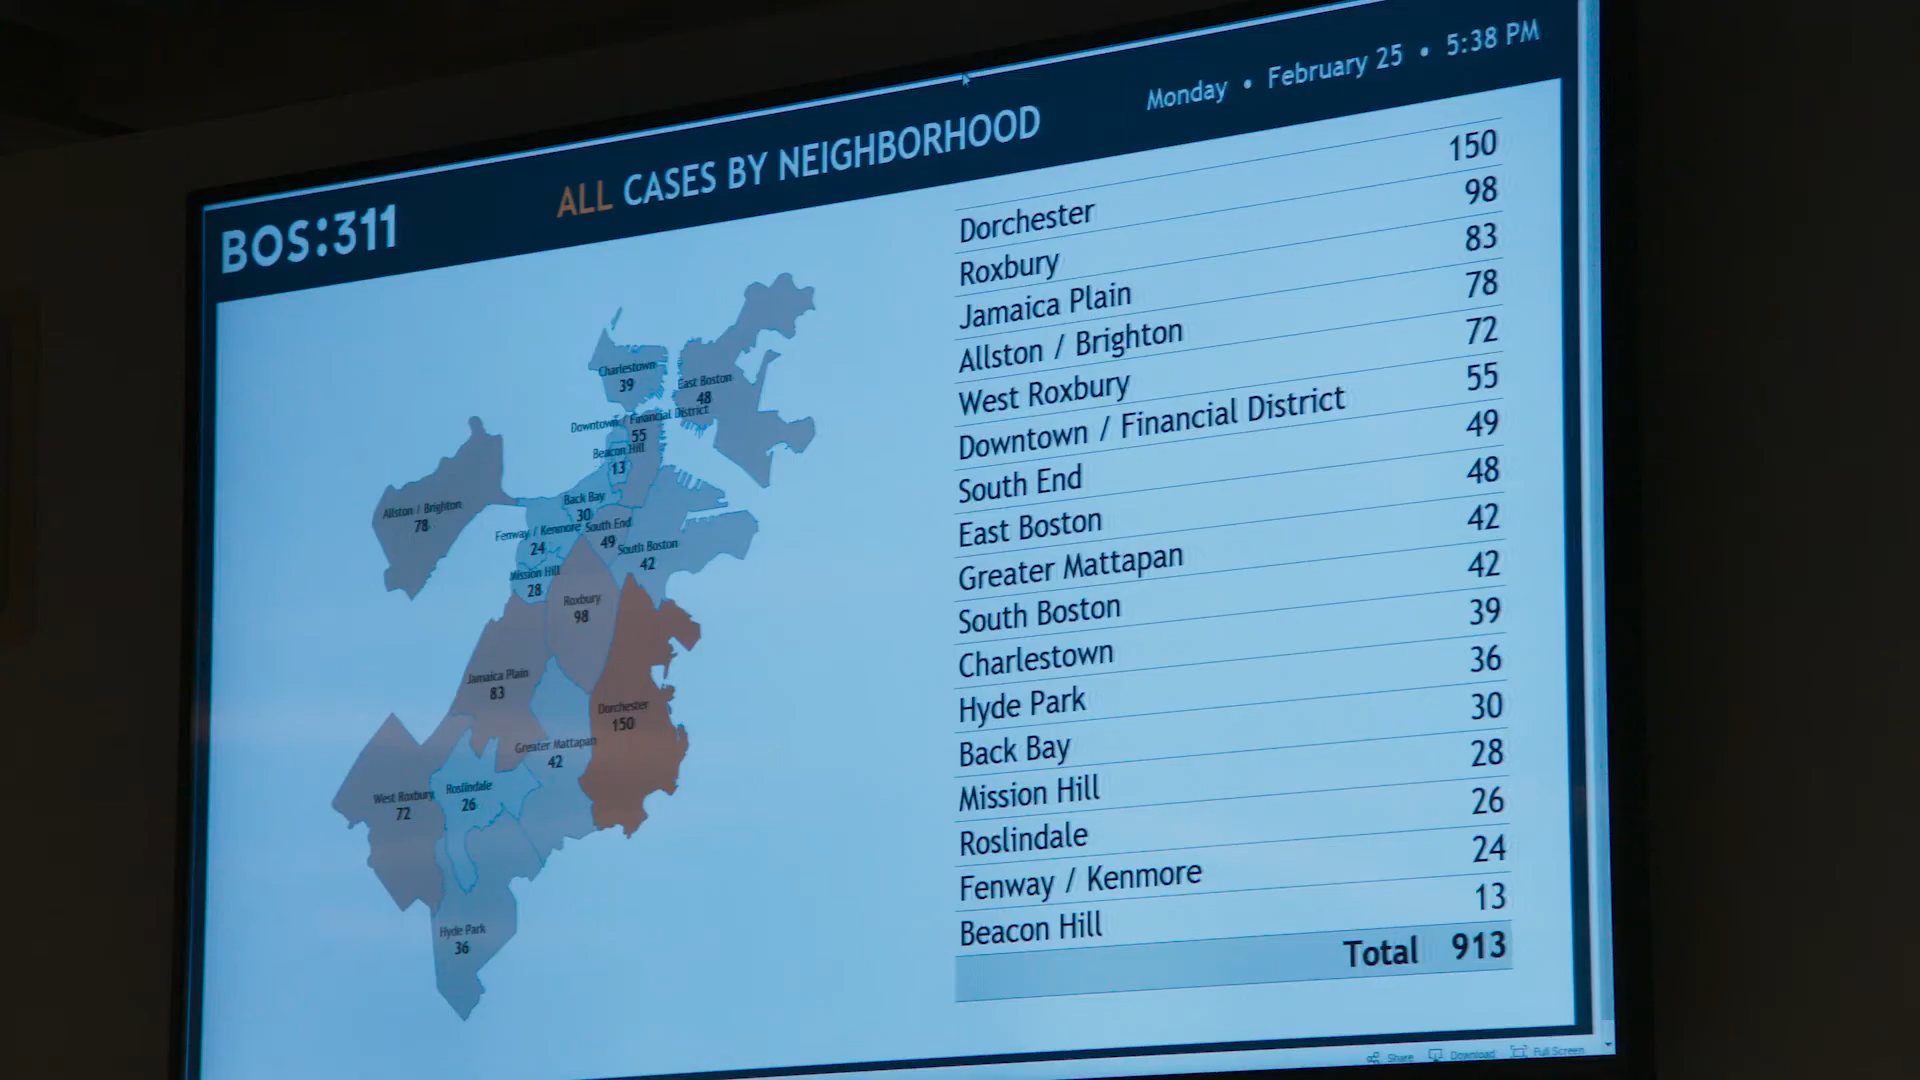 Monday • February 25 • 5:38 PM
BOS:311
ALL CASES BY NEIGHBORHOOD
Charlestown
39
East Boston
48
Downtown / Financial District
55
Beacon Hill
13
Allston / Brighton
78
Back Bay
30
Fenway / Kenmore
24
South End
49
South Boston
42
Mission Hill
28
Roxbury
98
Jamaica Plain
83
Dorchester
150
Greater Mattapan
42
West Roxbury
72
Roslindale
26
Hyde Park
36
Dorchester 150
Roxbury 98
Jamaica Plain 83
Allston / Brighton 78
West Roxbury 72
Downtown / Financial District 55
South End 49
East Boston 48
Greater Mattapan 42
South Boston 42
Charlestown 39
Hyde Park 36
Back Bay 30
Mission Hill 28
Roslindale 26
Fenway / Kenmore 24
Beacon Hill 13
Total 913
Share Download Full Screen